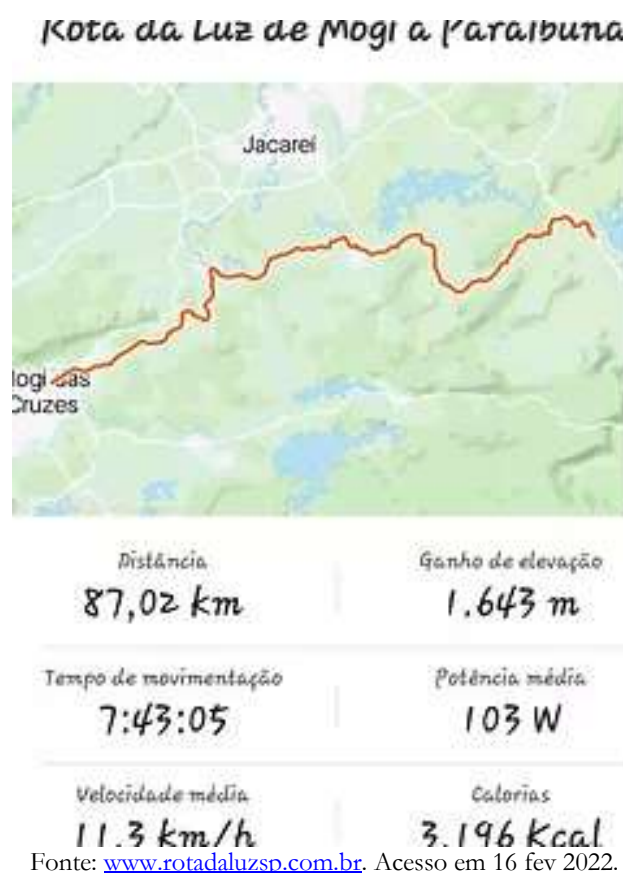 Rota da Luz de Mogi a Paraibuna
Jacareí
logi das
Cruzes
Distância
87,02 km
Ganho de elevação
1.643 m
Tempo de movimentação
7:43:05
Potência média
103 W
Velocidade média
11,3 km/h
Calorias
3.196 Kcal
Fonte: www.rotadaluzsp.com.br. Acesso em 16 fev 2022.